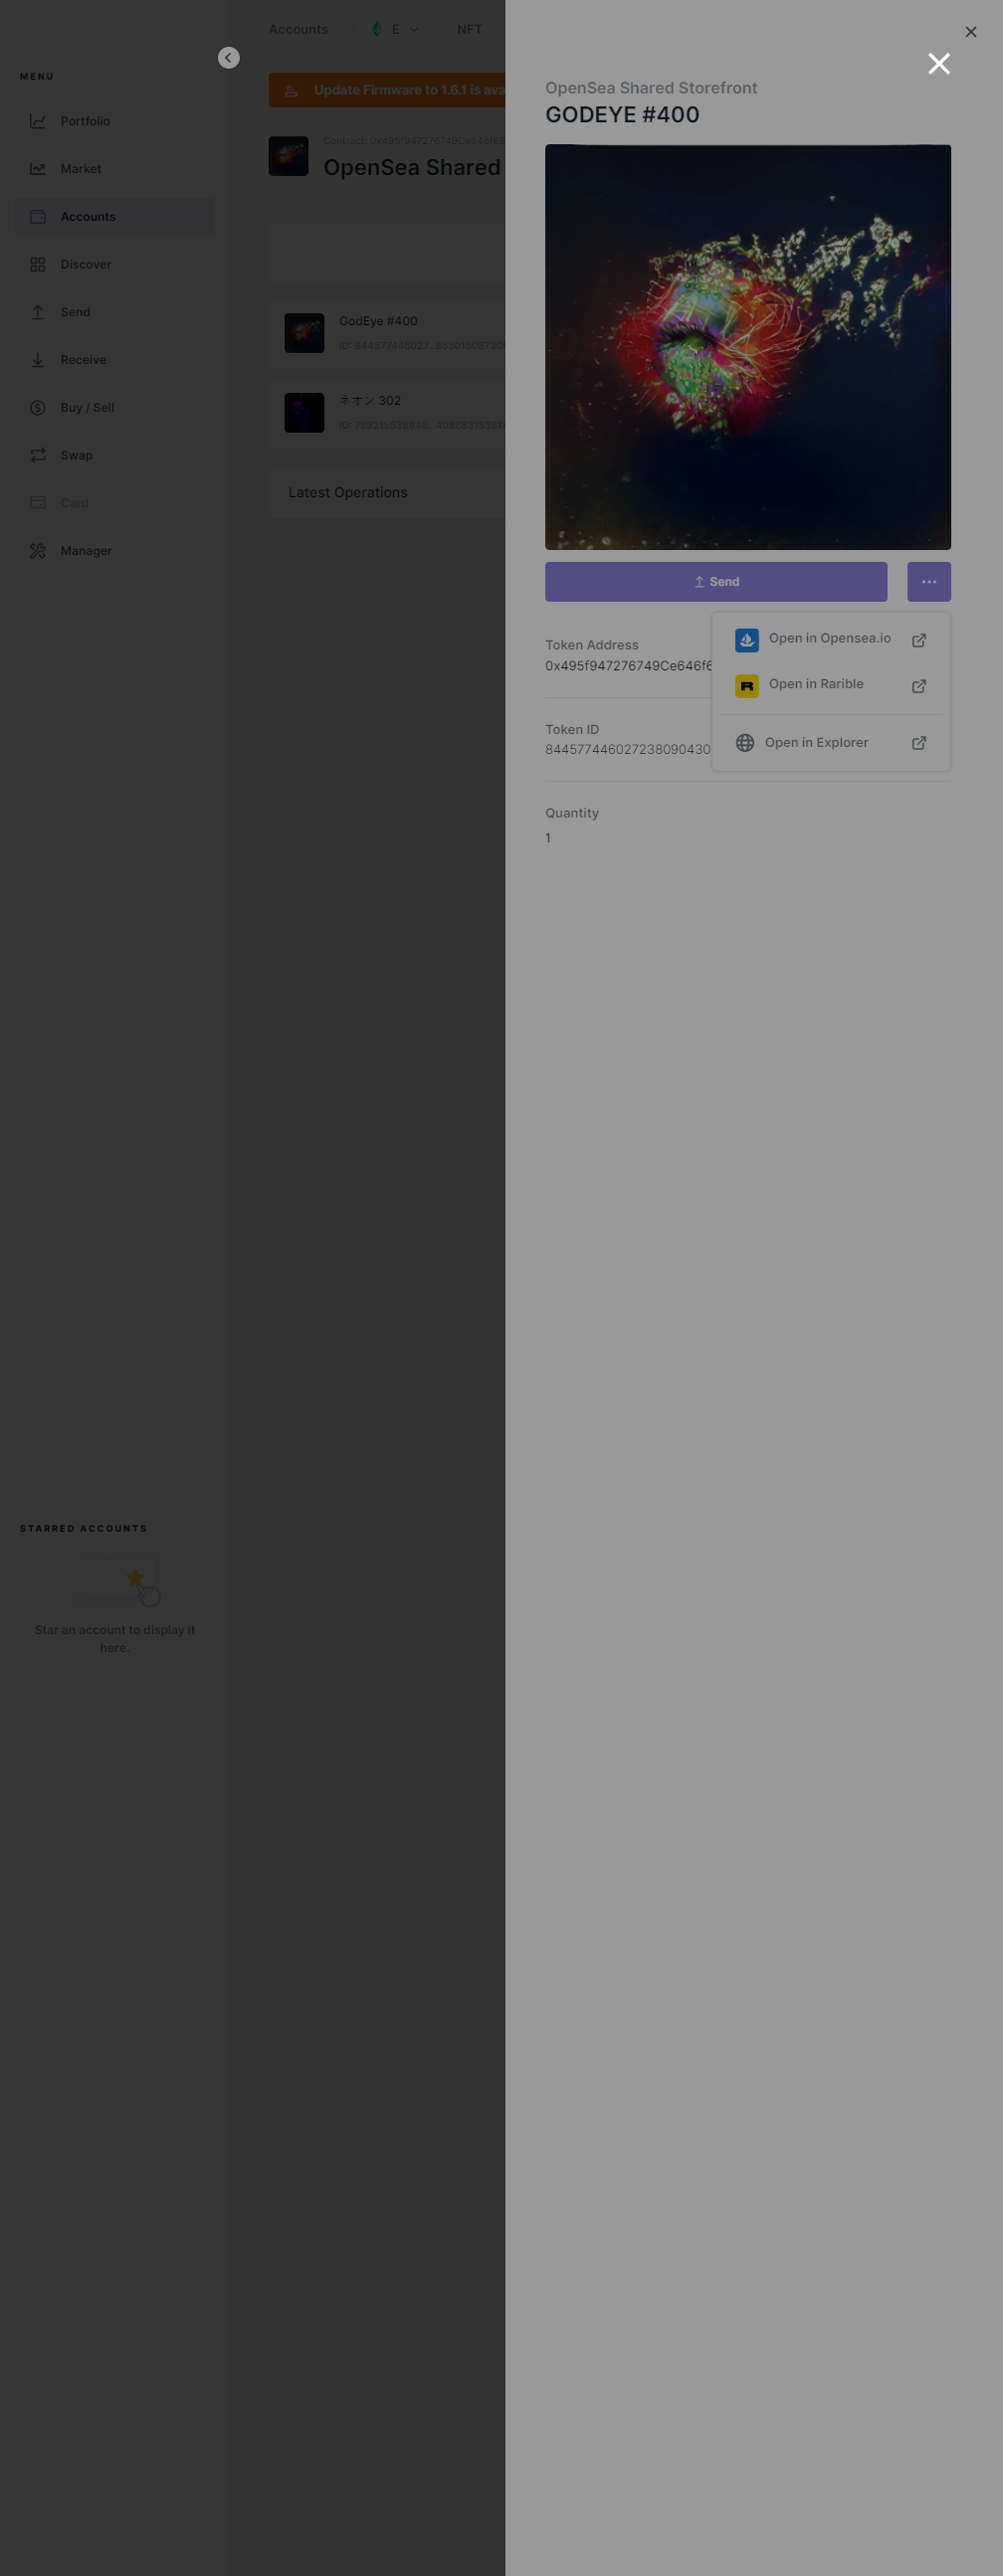 MENU
Portfolio
Market
Accounts
Discover
Send
Receive
Buy / Sell
Swap
Card
Manager
STARRED ACCOUNTS
Star an account to display it
here.
Accounts
E
NFT
Update Firmware to 1.6.1 is ava
Contract: 0x495f947276749Ce646f68
OpenSea Shared
GodEye #400
ID: 844577446027...855015087308
ネオン 302
ID: 789216538946...408683153817
Latest Operations
OpenSea Shared Storefront
GODEYE #400
Send
Open in Opensea.io
Open in Rarible
Open in Explorer
Token Address
0x495f947276749Ce646f6
Token ID
844577446027238090430
Quantity
1